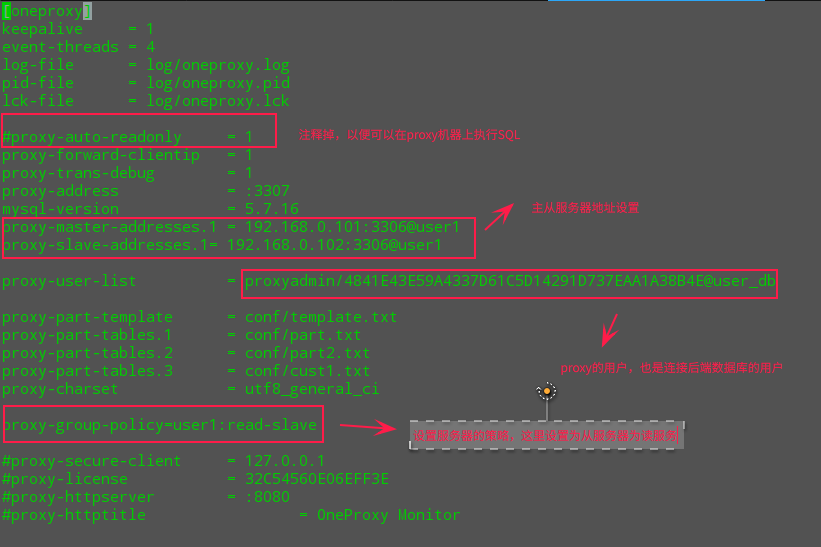 [oneproxy]
keepalive = 1
event-threads = 4
log-file = log/oneproxy.log
pid-file = log/oneproxy.pid
lck-file = log/oneproxy.lck
#proxy-auto-readonly = 1 注释掉，以便可以在proxy机器上执行SQL
proxy-forward-clientip = 1
proxy-trans-debug = 1
proxy-address = :3307
mysql-version = 5.7.16
主从服务器地址设置
proxy-master-addresses.1 = 192.168.0.101:3306@user1
proxy-slave-addresses.1= 192.168.0.102:3306@user1
proxy-user-list = proxyadmin/4841E43E59A4337D61C5D14291D737EAA1A38B4E@user_db
proxy-part-template = conf/template.txt
proxy-part-tables.1 = conf/part.txt
proxy-part-tables.2 = conf/part2.txt
proxy-part-tables.3 = conf/cust1.txt
proxy的用户，也是连接后端数据库的用户
proxy-charset = utf8_general_ci
proxy-group-policy=user1:read-slave
设置服务器的策略，这里设置为从服务器为读服务
#proxy-secure-client = 127.0.0.1
#proxy-license = 32C54560E06EFF3E
#proxy-httpserver = :8080
#proxy-httptitle = OneProxy Monitor